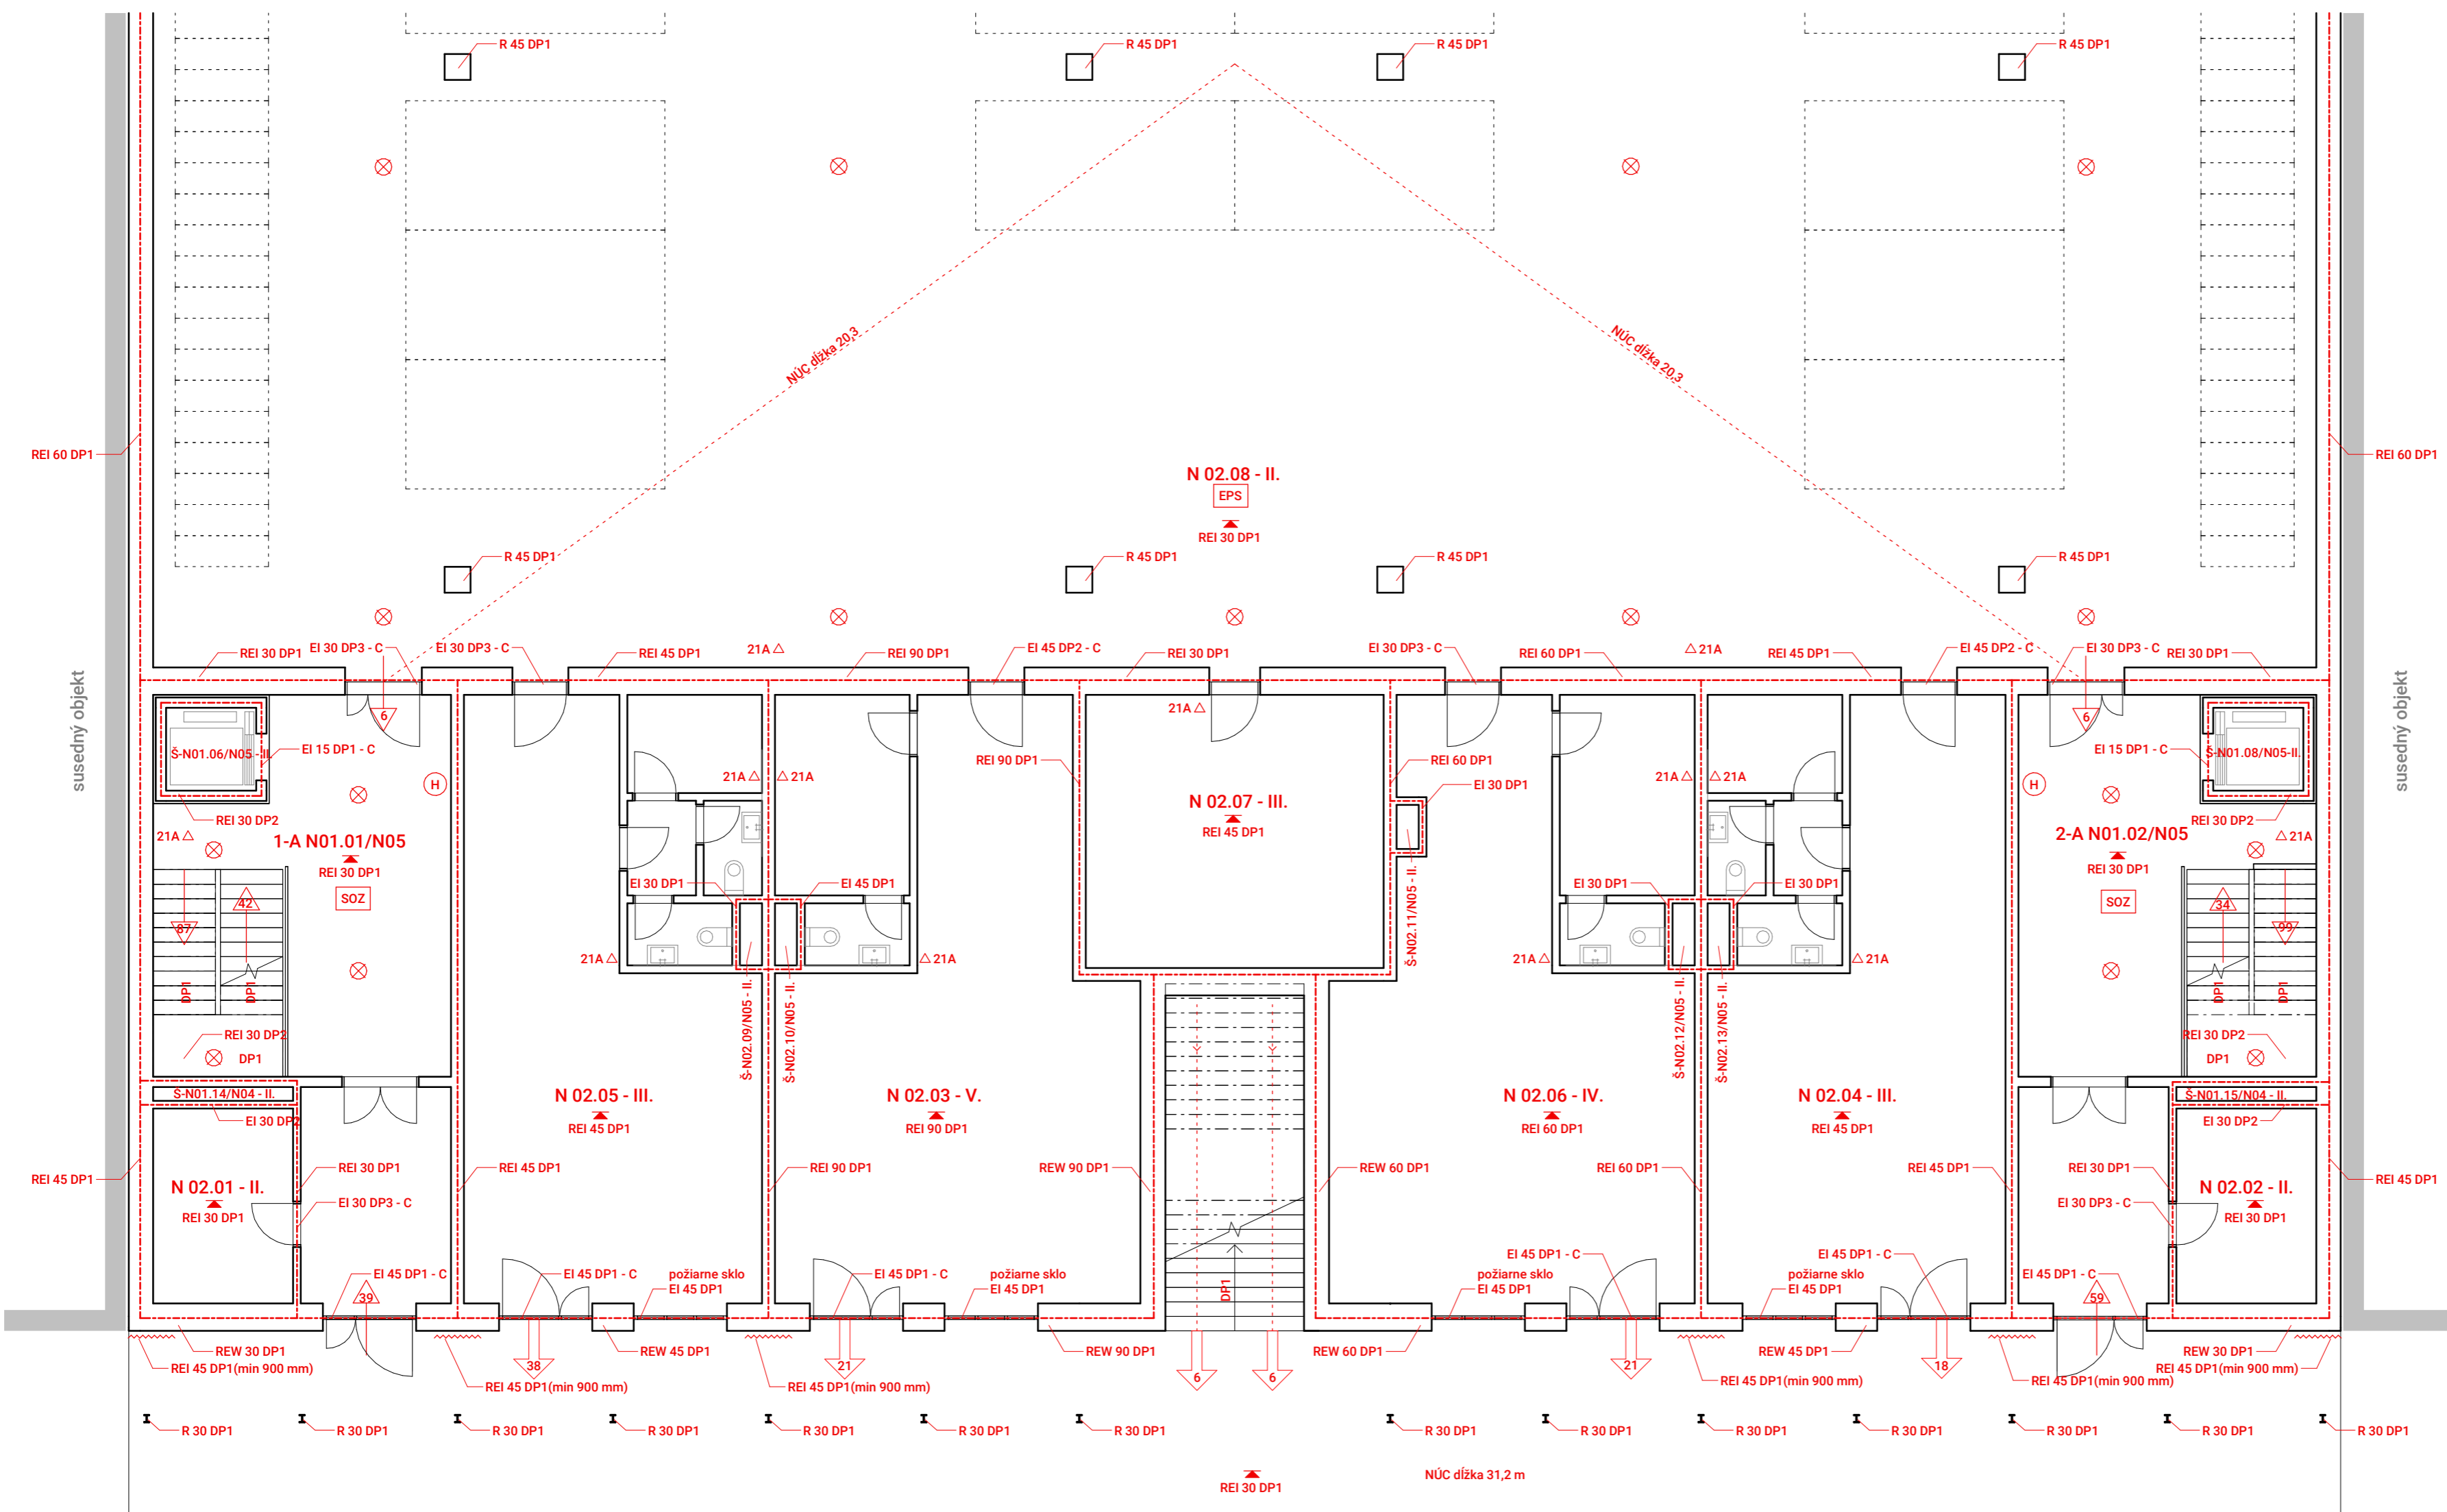 R 45 DP1
R 45 DP1
R 45 DP1
R 45 DP1
NÚC dĺžka 20,3
NÚC dĺžka 20,3
REI 60 DP1
REI 60 DP1
N 02.08 - II.
EPS
REI 30 DP1
R 45 DP1
R 45 DP1
R 45 DP1
R 45 DP1
susedný objekt
susedný objekt
REI 30 DP1
EI 30 DP3 - C
EI 30 DP3 - C
REI 45 DP1
21A
REI 90 DP1
EI 45 DP2 - C
REI 30 DP1
EI 30 DP3 - C
REI 60 DP1
21A
REI 45 DP1
EI 45 DP2 - C
EI 30 DP3 - C
REI 30 DP1
6
21A
6
Š-N01.06/N05 - II.
EI 15 DP1 - C
REI 90 DP1
REI 60 DP1
EI 15 DP1 - C
Š-N01.08/N05-II.
H
21A
21A
EI 30 DP1
21A
21A
H
REI 30 DP2
N 02.07 - III.
REI 45 DP1
REI 30 DP2
21A
1-A N01.01/N05
REI 30 DP1
SOZ
2-A N01.02/N05
REI 30 DP1
SOZ
21A
EI 30 DP1
EI 45 DP1
EI 30 DP1
EI 30 DP1
42
87
34
99
Š-N02.11/N05 - II.
21A
21A
21A
21A
DP1
DP1
DP1
DP1
Š-N02.09/N05 - II.
Š-N02.10/N05 - II.
Š-N02.12/N05 - II.
Š-N02.13/N05 - II.
REI 30 DP2
DP1
REI 30 DP2
DP1
Š-N01.14/N04 - II.
EI 30 DP2
N 02.05 - III.
REI 45 DP1
N 02.03 - V.
REI 90 DP1
N 02.06 - IV.
REI 60 DP1
N 02.04 - III.
REI 45 DP1
Š-N01.15/N04 - II.
EI 30 DP2
REI 45 DP1
REI 30 DP1
REI 45 DP1
REI 90 DP1
REW 90 DP1
REW 60 DP1
REI 60 DP1
REI 45 DP1
REI 30 DP1
REI 45 DP1
N 02.01 - II.
REI 30 DP1
EI 30 DP3 - C
EI 30 DP3 - C
N 02.02 - II.
REI 30 DP1
EI 45 DP1 - C
EI 45 DP1 - C
požiarne sklo
EI 45 DP1
EI 45 DP1 - C
požiarne sklo
EI 45 DP1
DP1
požiarne sklo
EI 45 DP1
EI 45 DP1 - C
požiarne sklo
EI 45 DP1
EI 45 DP1 - C
EI 45 DP1 - C
39
59
REW 30 DP1
REI 45 DP1(min 900 mm)
38
REW 45 DP1
21
REW 90 DP1
6
6
REW 60 DP1
21
REW 45 DP1
18
REW 30 DP1
REI 45 DP1(min 900 mm)
REI 45 DP1(min 900 mm)
REI 45 DP1(min 900 mm)
REI 45 DP1(min 900 mm)
REI 45 DP1(min 900 mm)
R 30 DP1
R 30 DP1
R 30 DP1
R 30 DP1
R 30 DP1
R 30 DP1
R 30 DP1
R 30 DP1
R 30 DP1
R 30 DP1
R 30 DP1
R 30 DP1
R 30 DP1
R 30 DP1
REI 30 DP1
NÚC dĺžka 31,2 m